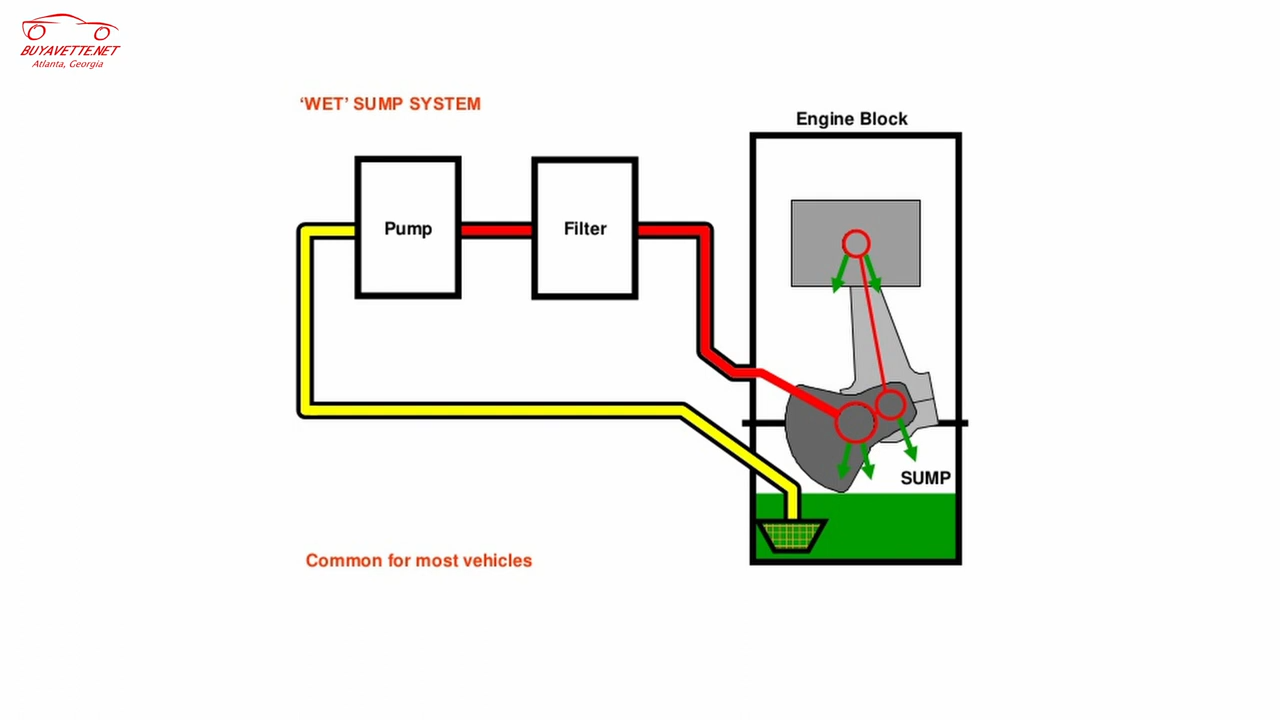 BUYAVETTE.NET
Atlanta, Georgia
‘WET’ SUMP SYSTEM
Engine Block
Pump
Filter
SUMP
Common for most vehicles